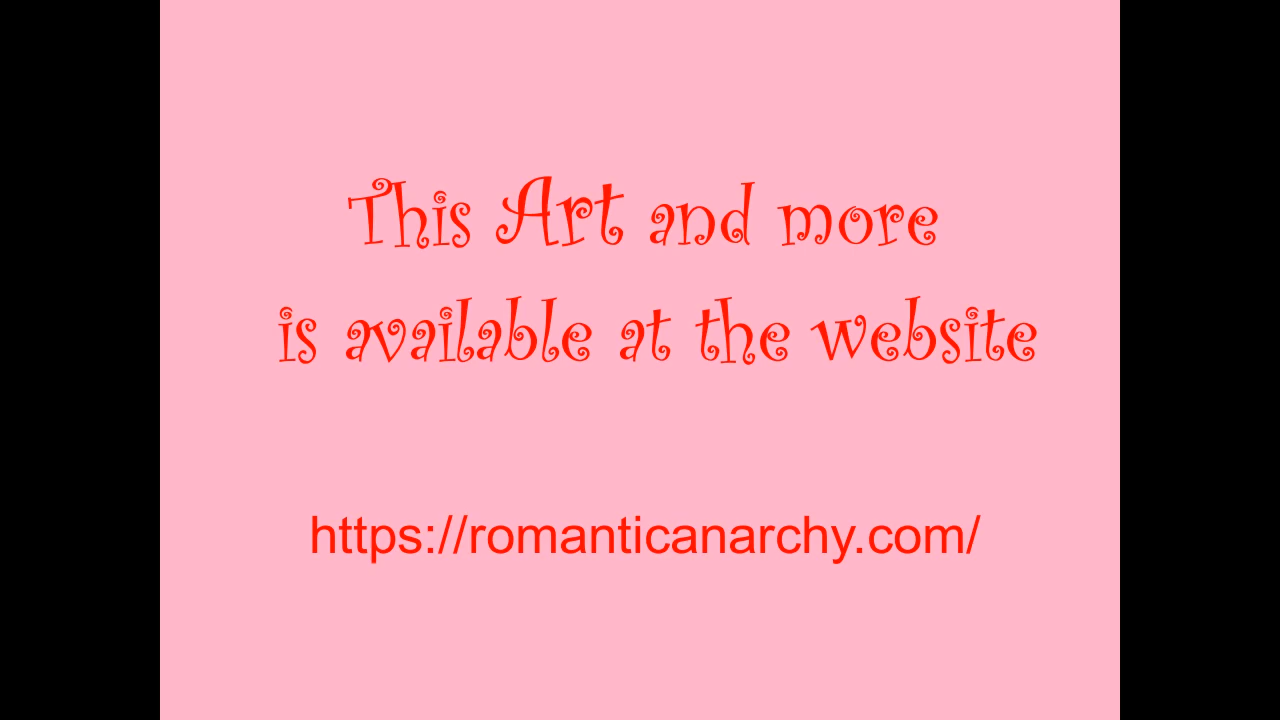 This Art and more
is available at the website
https://romanticanarchy.com/